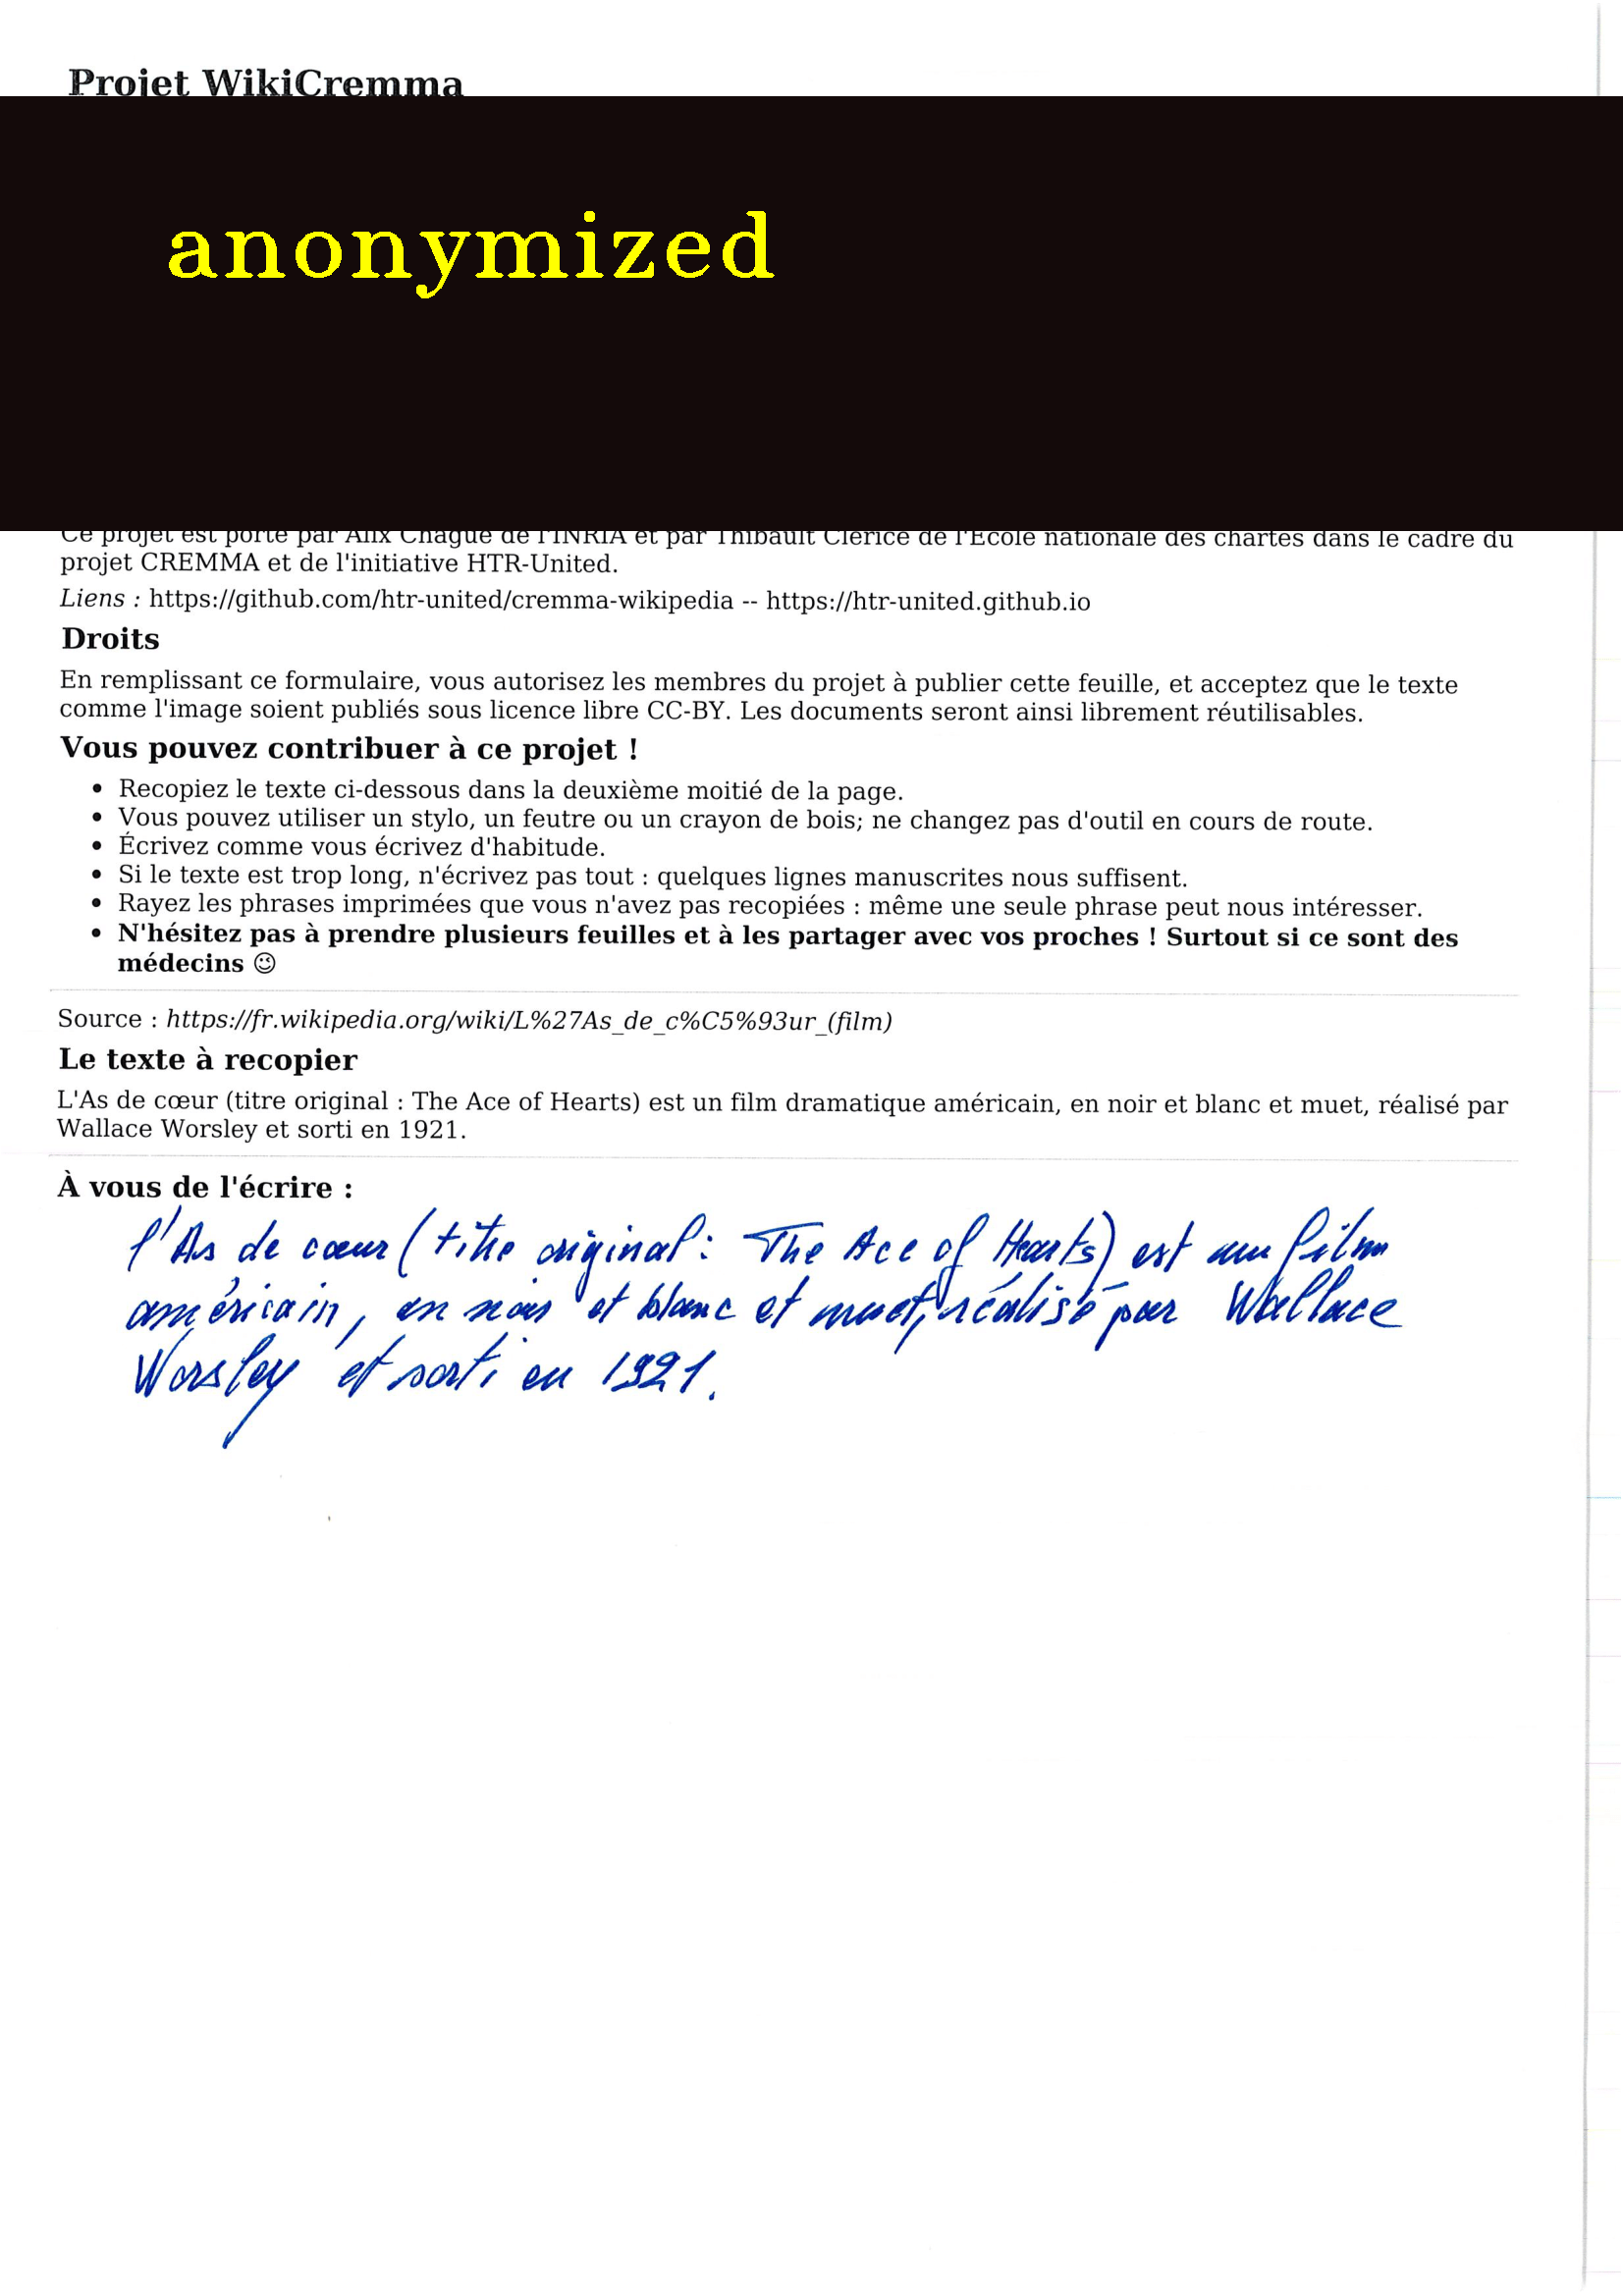 Projet WikiCremma
anonymized
Ce projet est porté par Alix Chagué de l'INRIA et par Thibault Clérice de l'École nationale des chartes dans le cadre du
projet CREMMA et de l'initiative HTR-United.
Liens : https://github.com/htr-united/cremma-wikipedia -- https://htr-united.github.io
Droits
En remplissant ce formulaire, vous autorisez les membres du projet à publier cette feuille, et acceptez que le texte
comme l'image soient publiés sous licence libre CC-BY. Les documents seront ainsi librement réutilisables.
Vous pouvez contribuer à ce projet !
• Recopiez le texte ci-dessous dans la deuxième moitié de la page.
• Vous pouvez utiliser un stylo, un feutre ou un crayon de bois; ne changez pas d'outil en cours de route.
• Écrivez comme vous écrivez d'habitude.
• Si le texte est trop long, n'écrivez pas tout : quelques lignes manuscrites nous suffisent.
• Rayez les phrases imprimées que vous n'avez pas recopiées : même une seule phrase peut nous intéresser.
• N'hésitez pas à prendre plusieurs feuilles et à les partager avec vos proches ! Surtout si ce sont des
médecins 😉
Source : https://fr.wikipedia.org/wiki/L%27As_de_c%C5%93ur_(film)
Le texte à recopier
L'As de cœur (titre original : The Ace of Hearts) est un film dramatique américain, en noir et blanc et muet, réalisé par
Wallace Worsley et sorti en 1921.
À vous de l'écrire :
l'As de cœur (titre original : The Ace of Hearts) est un film
américain, en noir et blanc et muet, réalisé par Wallace
Worsley et sorti en 1921.